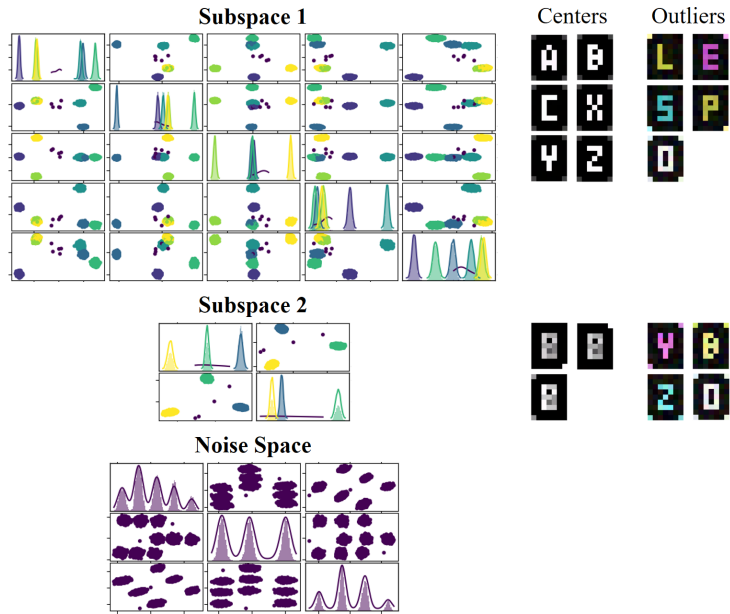 Subspace 1
Centers
Outliers
A B
L E
C X
S P
Y Z
O
Subspace 2
Y B
Z O
Noise Space